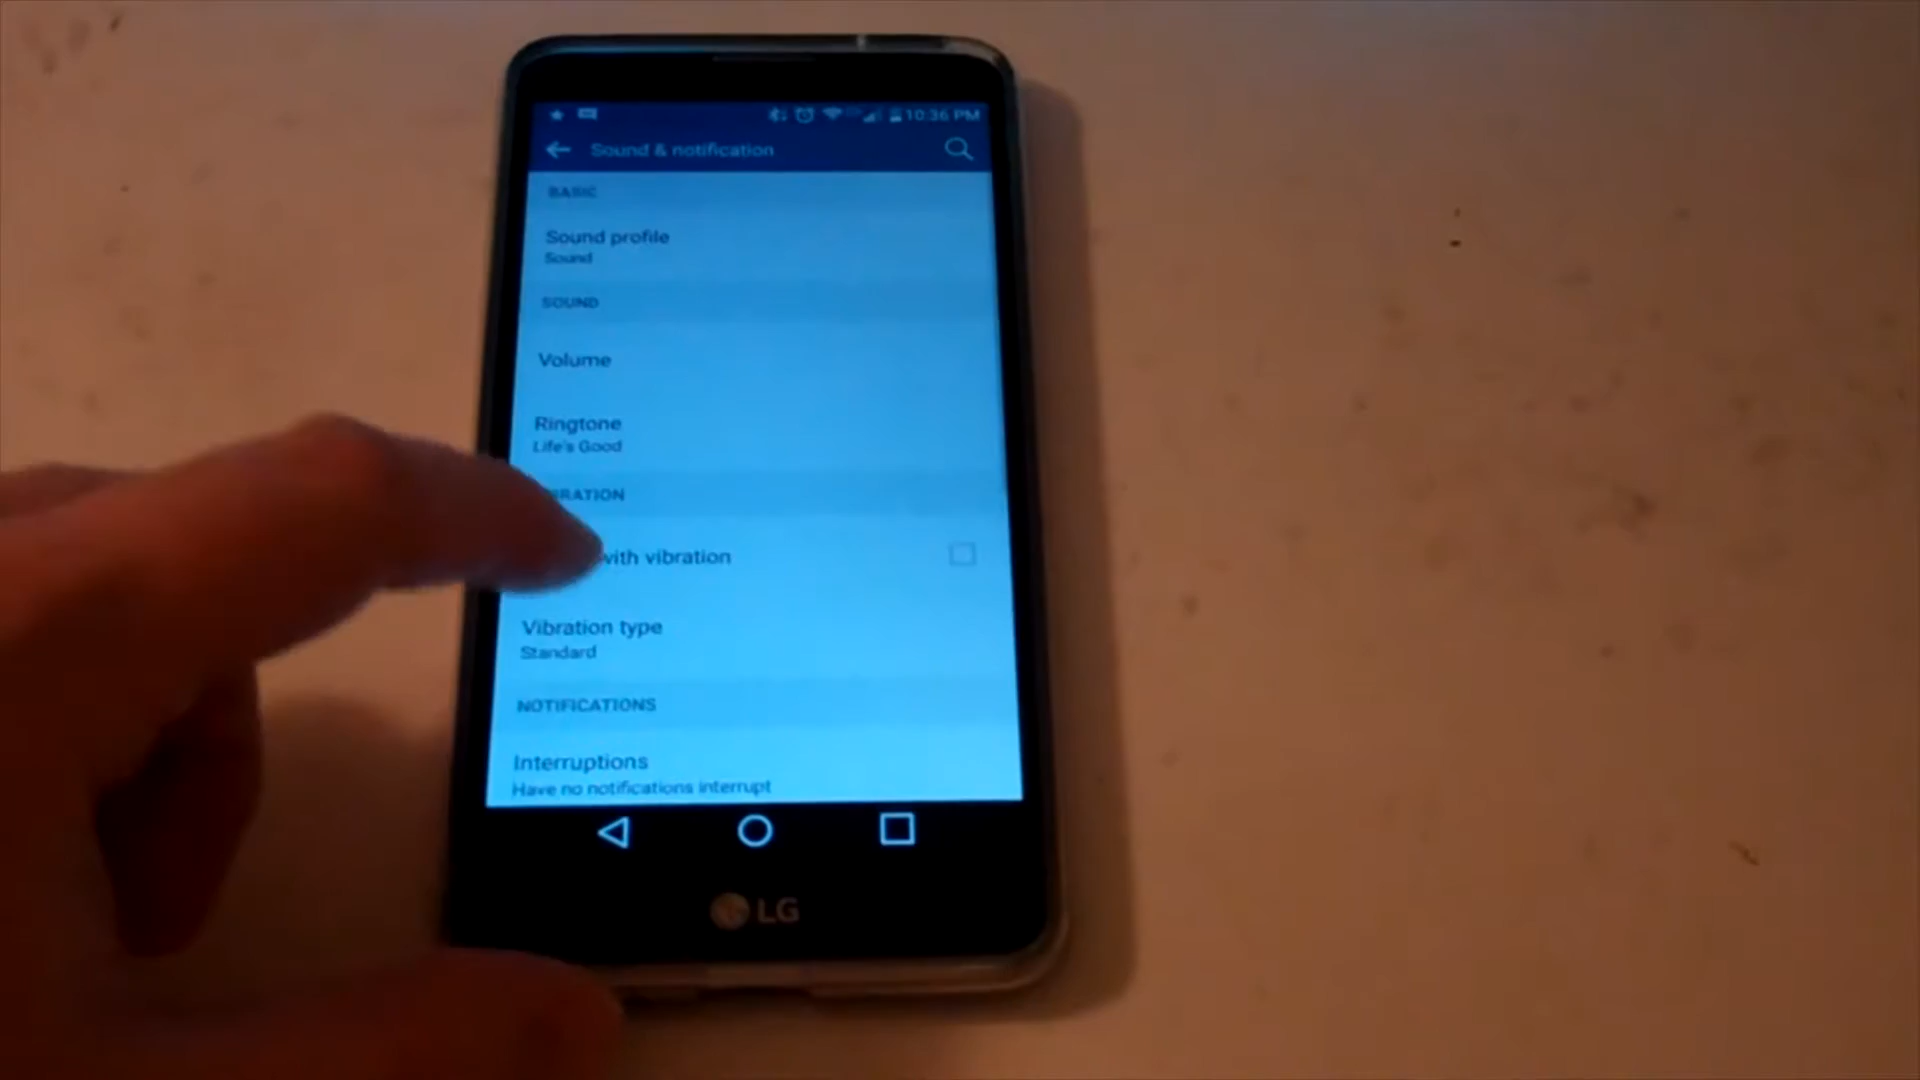 10:36 PM
Sound & notification
BASIC
Sound profile
Sound
SOUND
Volume
Ringtone
Life's Good
RATION
with vibration
Vibration type
Standard
NOTIFICATIONS
Interruptions
Have no notifications interrupt
LG